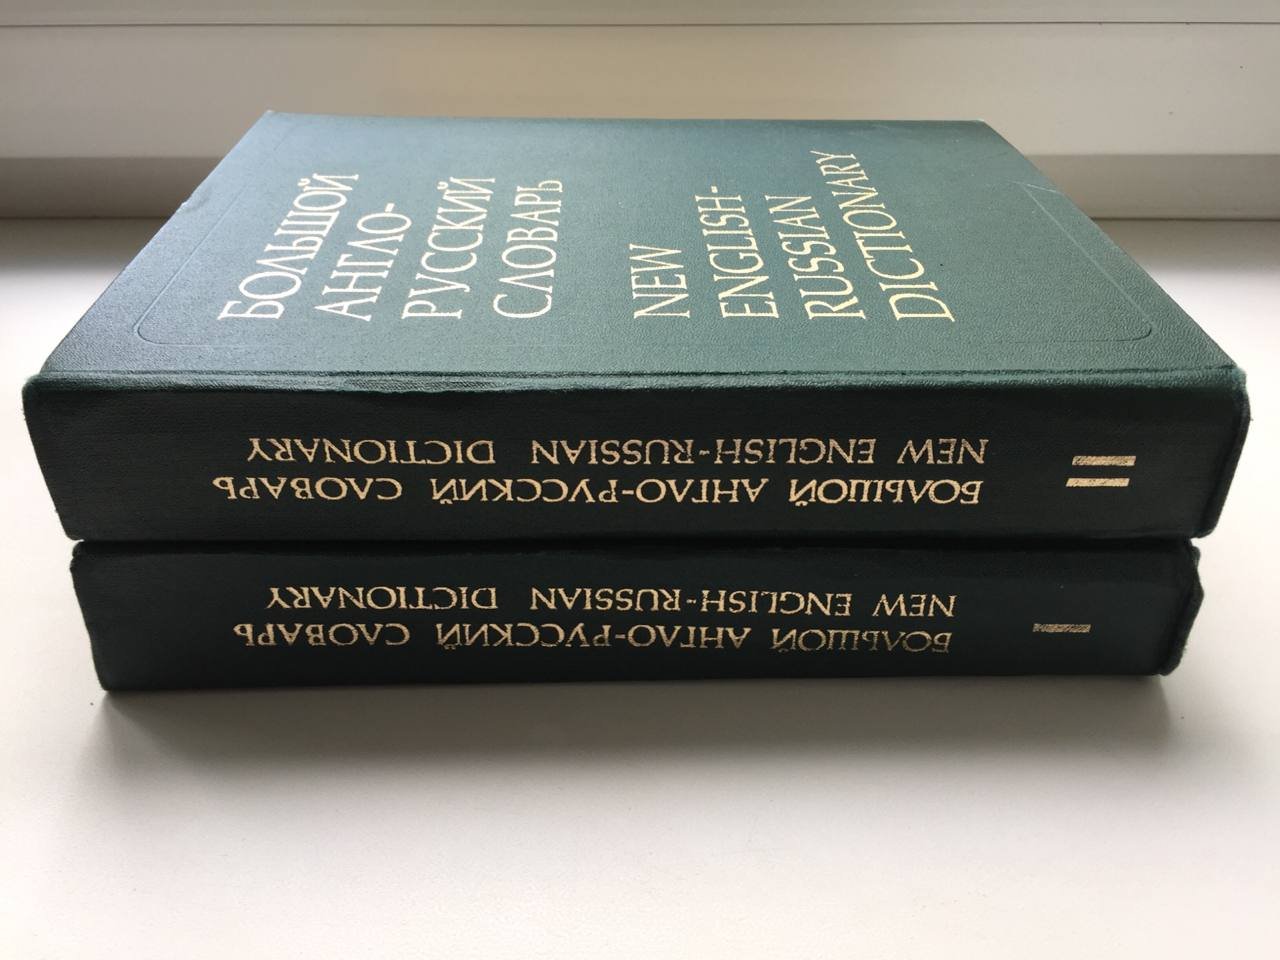 БОЛЬШОЙ
АНГЛО-
РУССКИЙ
СЛОВАРЬ
NEW
ENGLISH-
RUSSIAN
DICTIONARY
II
БОЛЬШОЙ АНГЛО-РУССКИЙ СЛОВАРЬ
NEW ENGLISH-RUSSIAN DICTIONARY
I
БОЛЬШОЙ АНГЛО-РУССКИЙ СЛОВАРЬ
NEW ENGLISH-RUSSIAN DICTIONARY